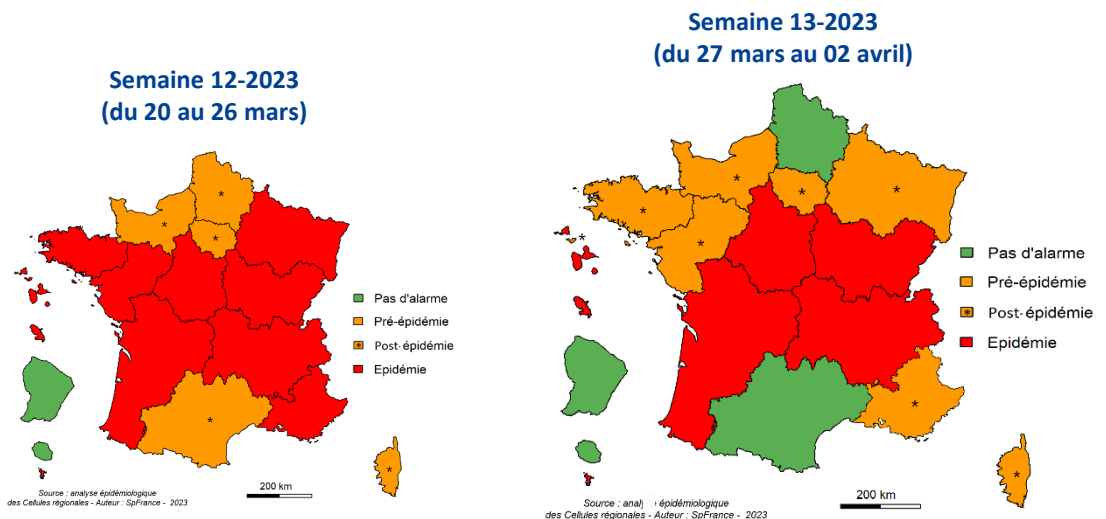 Semaine 12-2023
(du 20 au 26 mars)
Pas d'alarme
Pré-épidémie
* Post-épidémie
Epidémie
Source : analyse épidémiologique
des Cellules régionales - Auteur : SpFrance - 2023
200 km
Semaine 13-2023
(du 27 mars au 02 avril)
Pas d'alarme
Pré-épidémie
* Post-épidémie
Epidémie
Source : épidémiologique
des Cellules régionales - Auteur : SpFrance - 2023
200 km